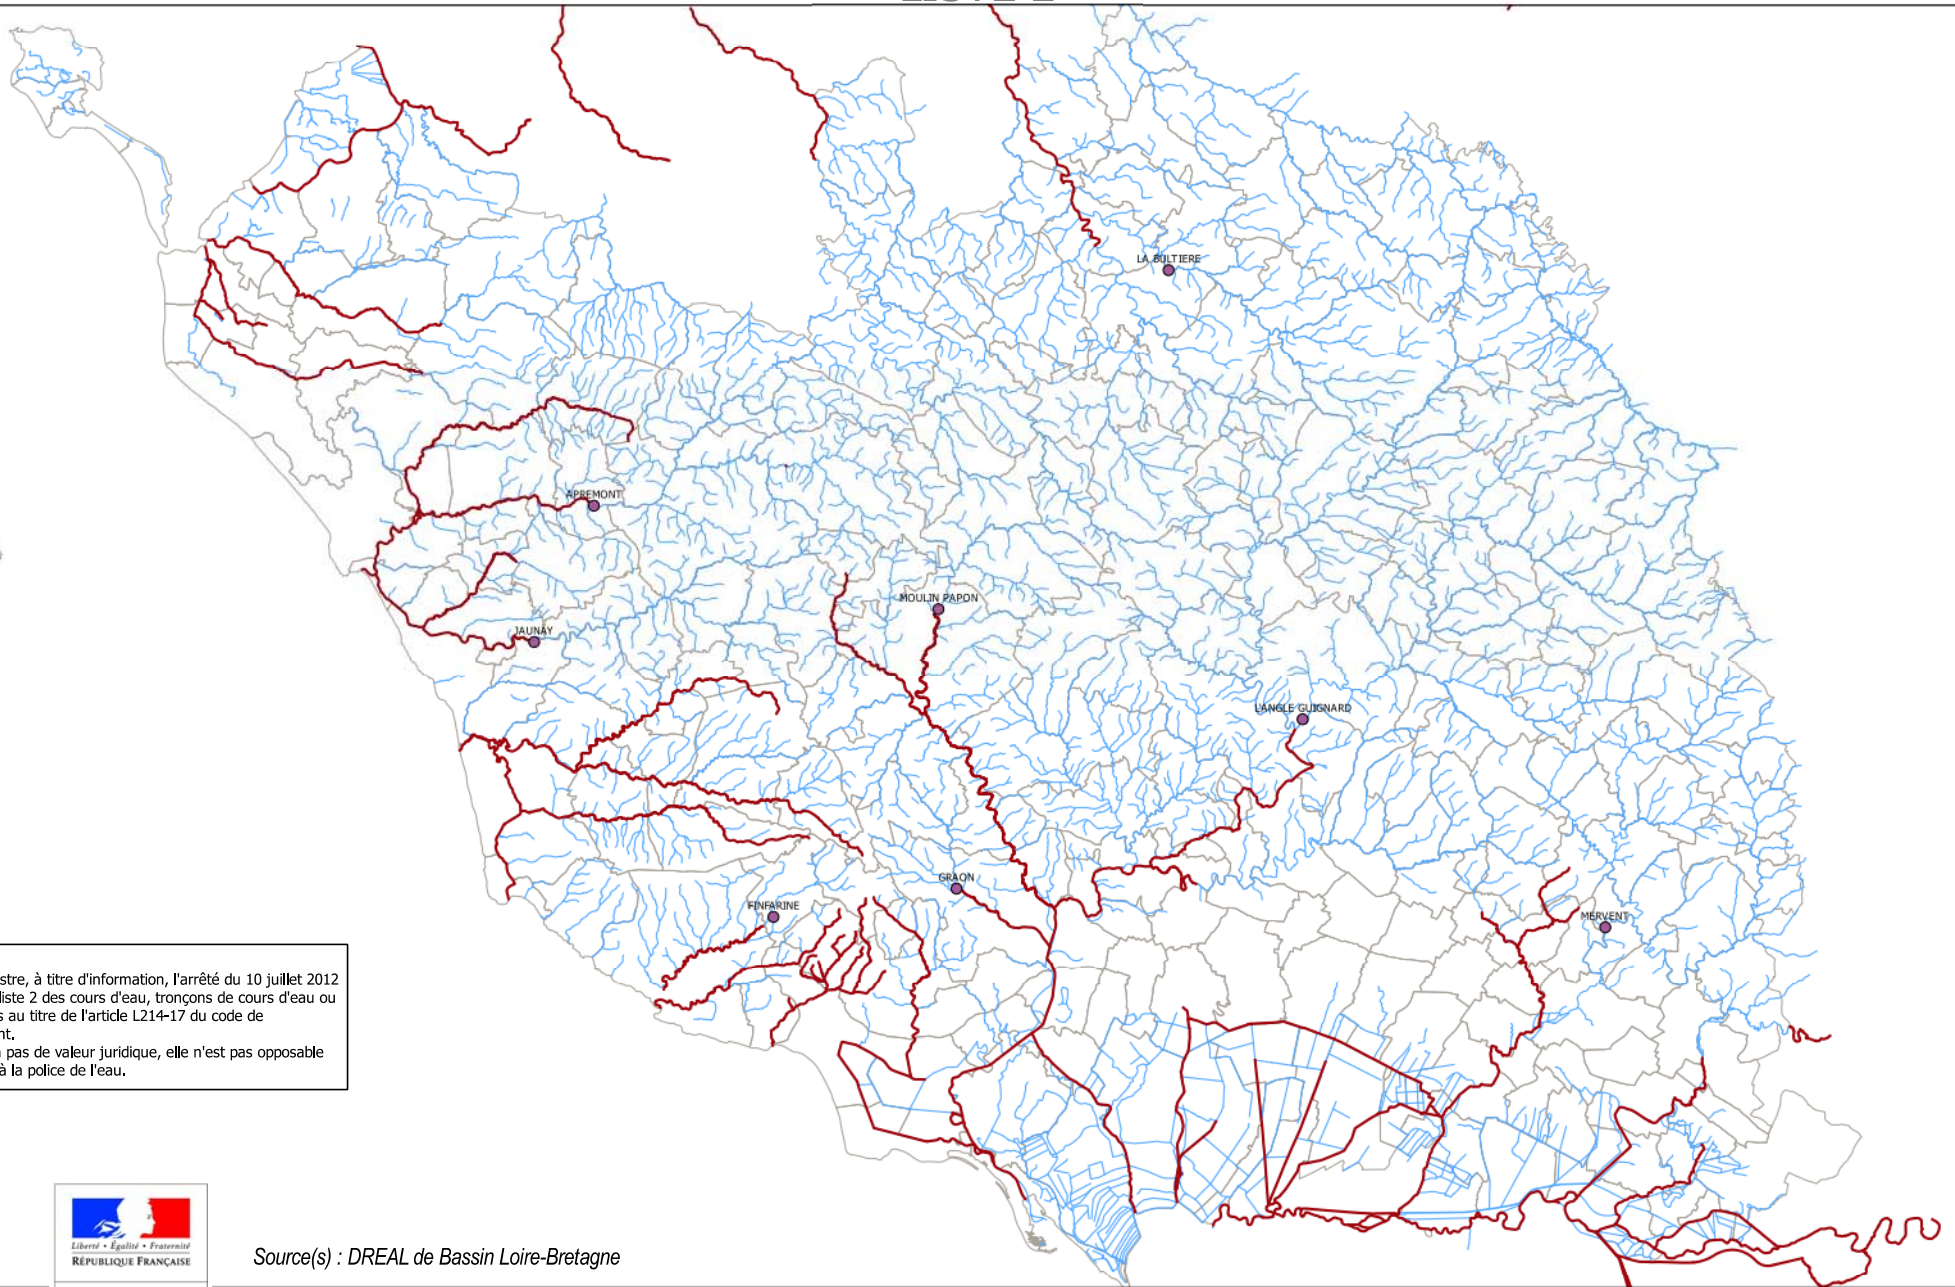 LA BULTIERE
APREMONT
MOULIN PAPON
JAUNAY
L'ANGLE GUIGNARD
GRAON
FINFARINE
MERVENT
stre, à titre d'information, l'arrêté du 10 juillet 2012
liste 2 des cours d'eau, tronçons de cours d'eau ou
s au titre de l'article L214-17 du code de
nt.
pas de valeur juridique, elle n'est pas opposable
à la police de l'eau.
Liberté • Égalité • Fraternité
RÉPUBLIQUE FRANÇAISE
Source(s) : DREAL de Bassin Loire-Bretagne